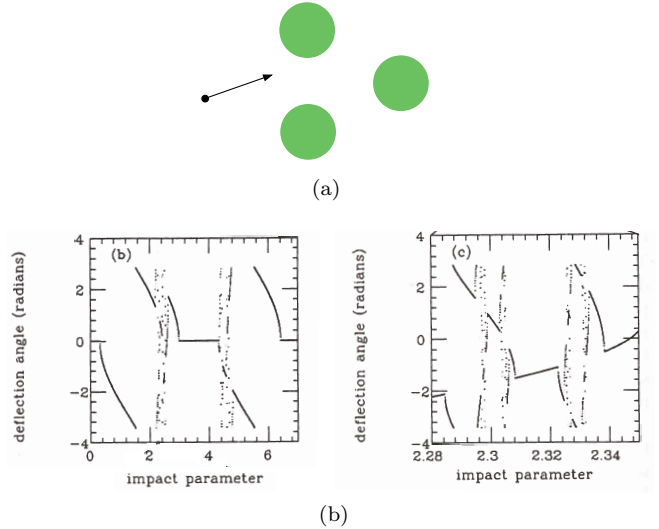 (a)
deflection angle (radians)
4
2
0
−2
−4
(b)
0
2
4
6
impact parameter
deflection angle (radians)
4
2
0
−2
−4
(c)
2.28
2.3
2.32
2.34
impact parameter
(b)